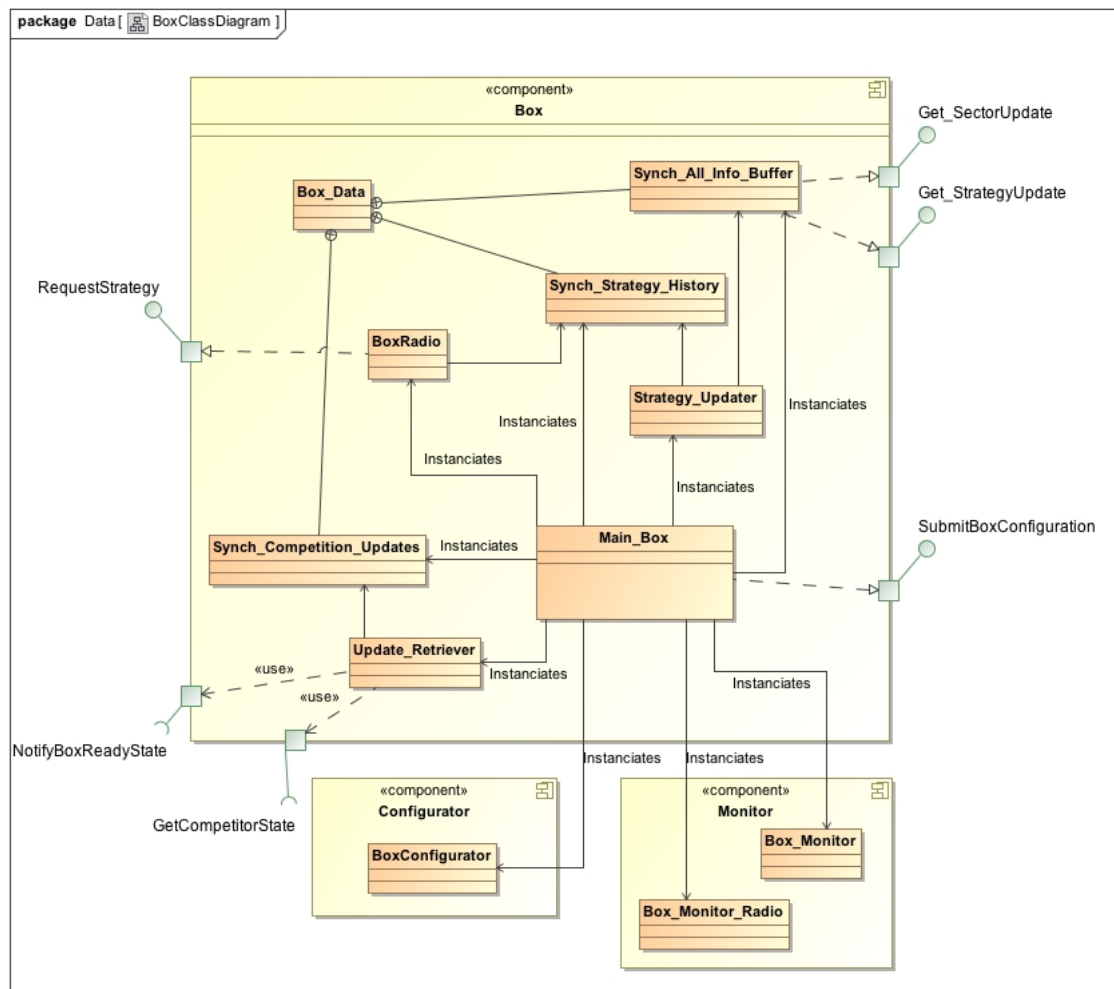 package Data [ BoxClassDiagram ]
«component»
Box
Get_SectorUpdate
Synch_All_Info_Buffer
Box_Data
Get_StrategyUpdate
RequestStrategy
Synch_Strategy_History
BoxRadio
Strategy_Updater
Instanciates
Instanciates
Instanciates
Instanciates
SubmitBoxConfiguration
Main_Box
Synch_Competition_Updates
Instanciates
Update_Retriever
«use»
Instanciates
Instanciates
«use»
NotifyBoxReadyState
Instanciates
Instanciates
GetCompetitorState
«component»
Configurator
«component»
Monitor
BoxConfigurator
Box_Monitor
Box_Monitor_Radio